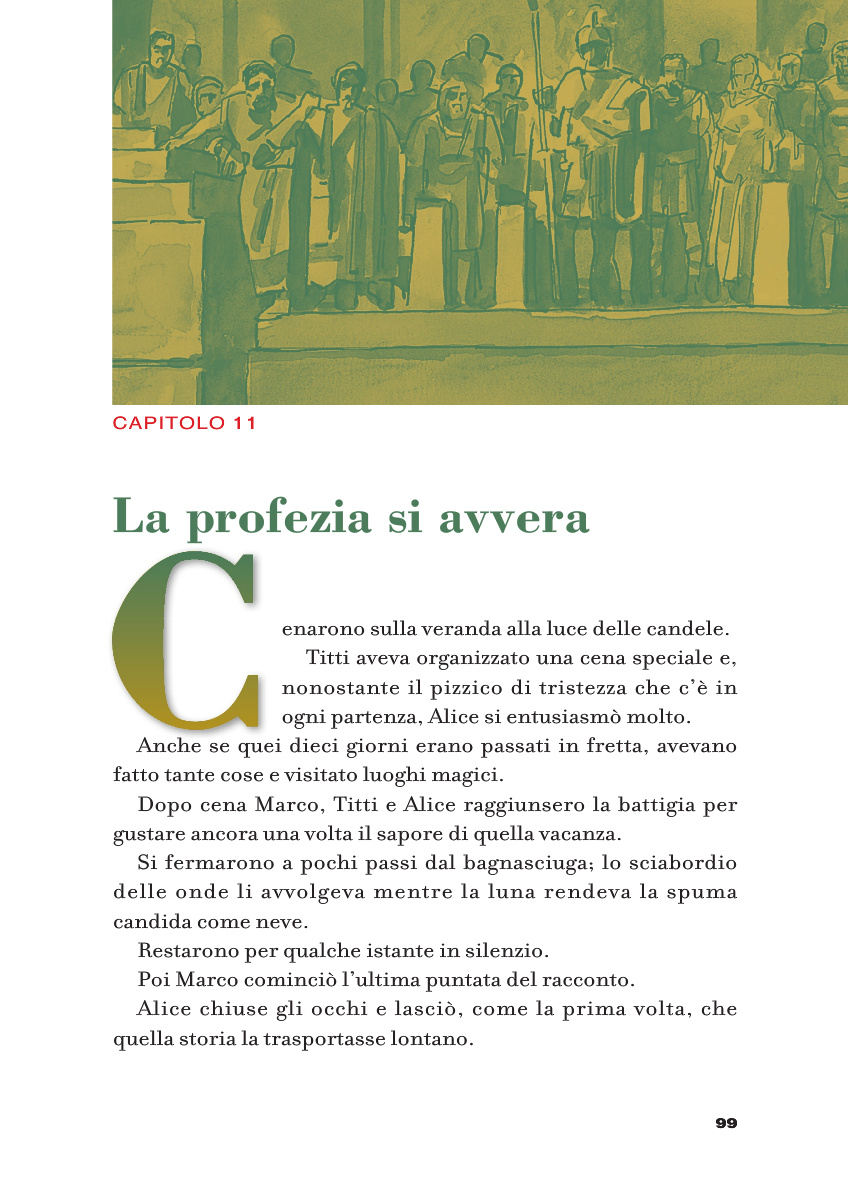 CAPITOLO 11
La profezia si avvera
Cenarono sulla veranda alla luce delle candele.
Titti aveva organizzato una cena speciale e,
nonostante il pizzico di tristezza che c’è in
ogni partenza, Alice si entusiasmò molto.
Anche se quei dieci giorni erano passati in fretta, avevano
fatto tante cose e visitato luoghi magici.
Dopo cena Marco, Titti e Alice raggiunsero la battigia per
gustare ancora una volta il sapore di quella vacanza.
Si fermarono a pochi passi dal bagnasciuga; lo sciabordio
delle onde li avvolgeva mentre la luna rendeva la spuma
candida come neve.
Restarono per qualche istante in silenzio.
Poi Marco cominciò l’ultima puntata del racconto.
Alice chiuse gli occhi e lasciò, come la prima volta, che
quella storia la trasportasse lontano.
99